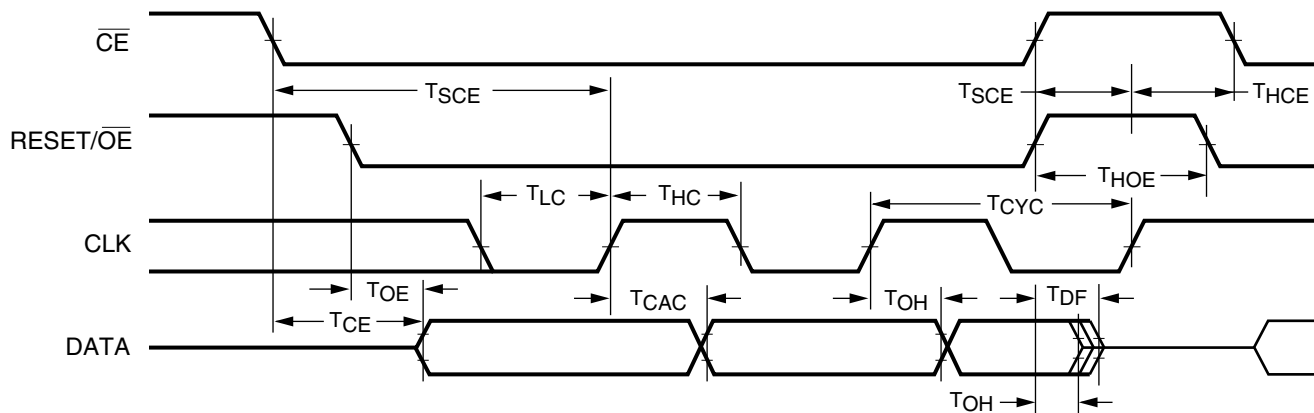 CE
TSCE TSCE THCE
RESET/OE
TLC THC TCYC THOE
CLK
TOE TCAC TOH TDF
TCE
DATA
TOH